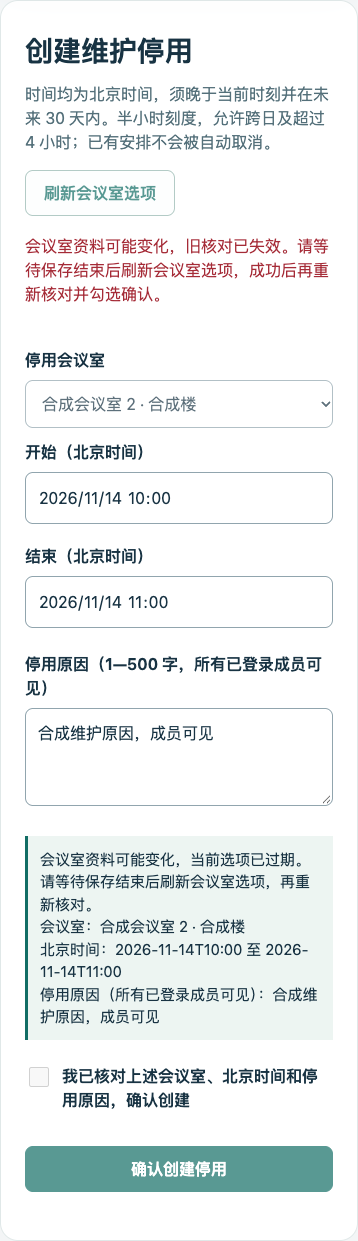 创建维护停用
时间均为北京时间，须晚于当前时刻并在未
来 30 天内。半小时刻度，允许跨日及超过
4 小时；已有安排不会被自动取消。
刷新会议室选项
会议室资料可能变化，旧核对已失效。请等
待保存结束后刷新会议室选项，成功后再重
新核对并勾选确认。
停用会议室
合成会议室 2 · 合成楼
开始（北京时间）
2026/11/14 10:00
结束（北京时间）
2026/11/14 11:00
停用原因（1—500 字，所有已登录成员可
见）
合成维护原因，成员可见
会议室资料可能变化，当前选项已过期。
请等待保存结束后刷新会议室选项，再重
新核对。
会议室：合成会议室 2 · 合成楼
北京时间：2026-11-14T10:00 至 2026-
11-14T11:00
停用原因（所有已登录成员可见）：合成维
护原因，成员可见
我已核对上述会议室、北京时间和停
用原因，确认创建
确认创建停用